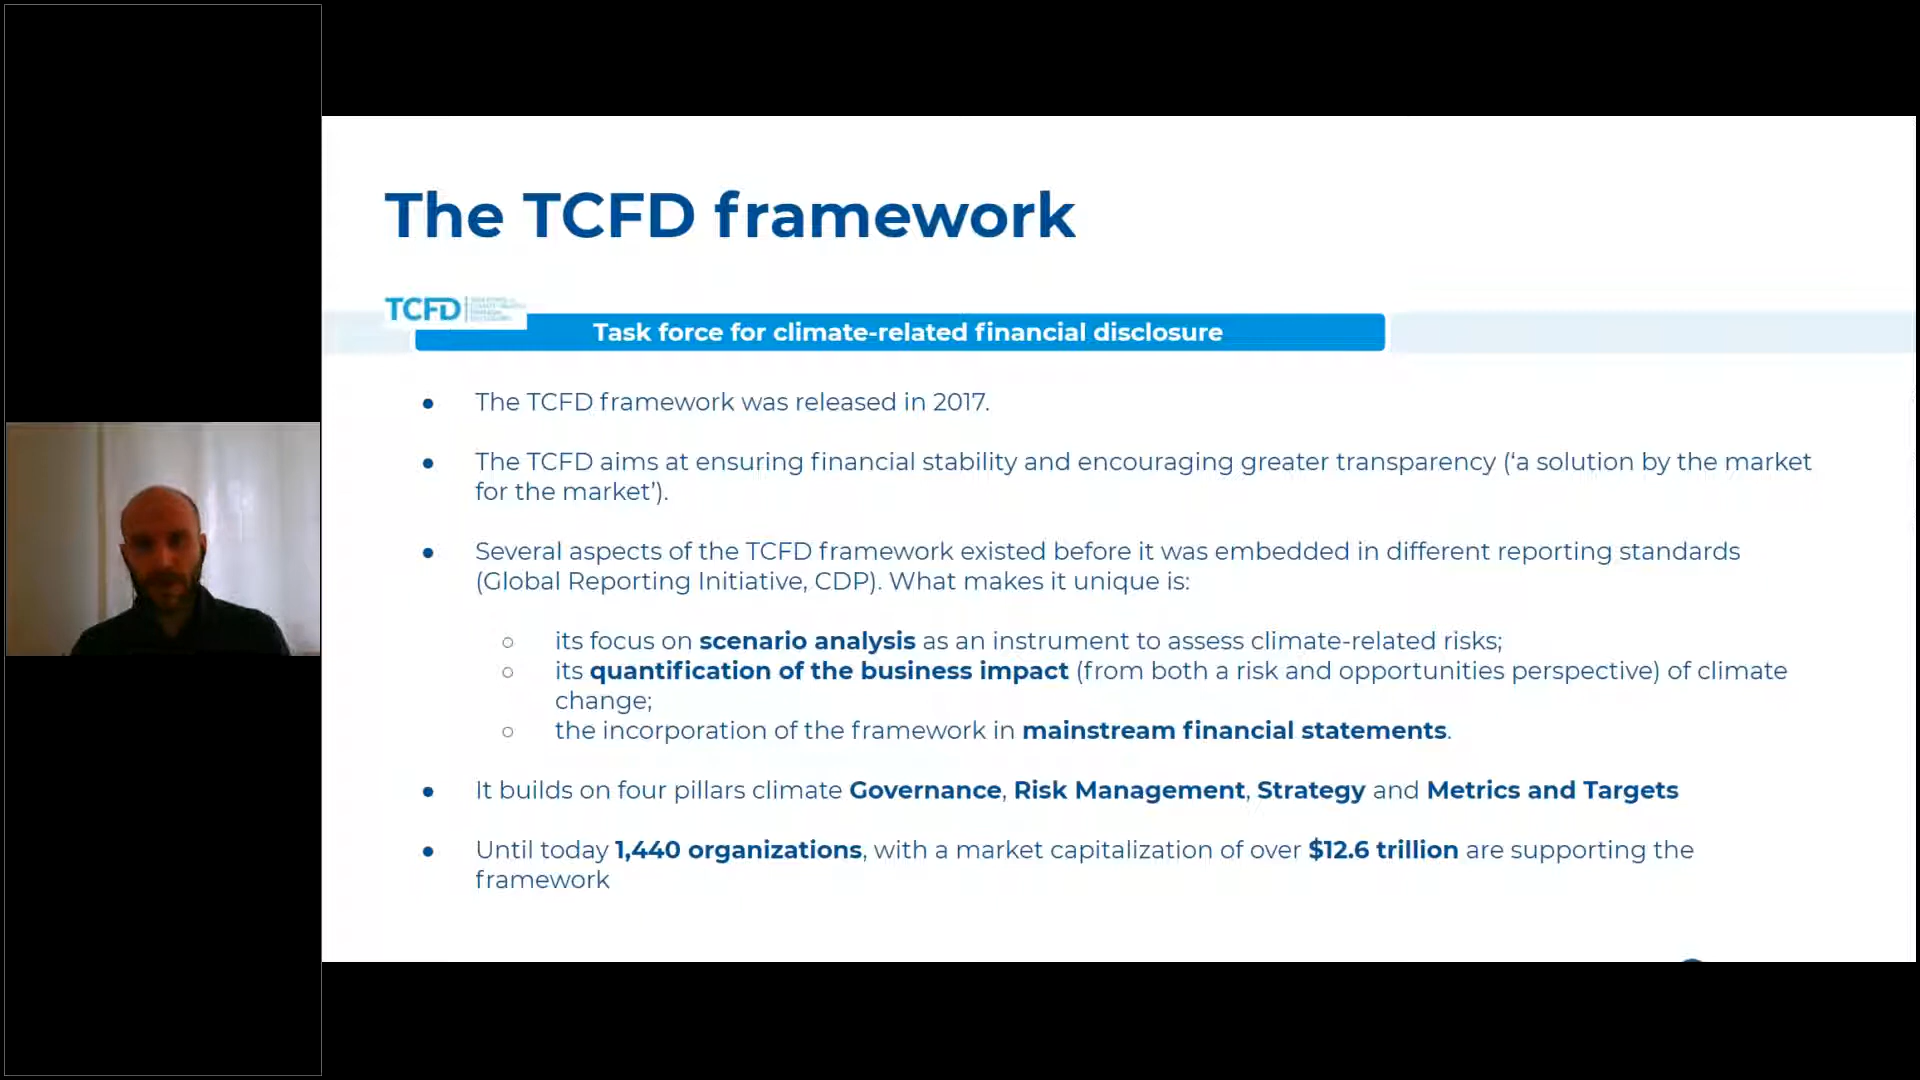 The TCFD framework
TCFD
Task force for climate-related financial disclosure
● The TCFD framework was released in 2017.
● The TCFD aims at ensuring financial stability and encouraging greater transparency (‘a solution by the market
for the market’).
● Several aspects of the TCFD framework existed before it was embedded in different reporting standards
(Global Reporting Initiative, CDP). What makes it unique is:
○ its focus on scenario analysis as an instrument to assess climate-related risks;
○ its quantification of the business impact (from both a risk and opportunities perspective) of climate
change;
○ the incorporation of the framework in mainstream financial statements.
● It builds on four pillars climate Governance, Risk Management, Strategy and Metrics and Targets
● Until today 1,440 organizations, with a market capitalization of over $12.6 trillion are supporting the
framework